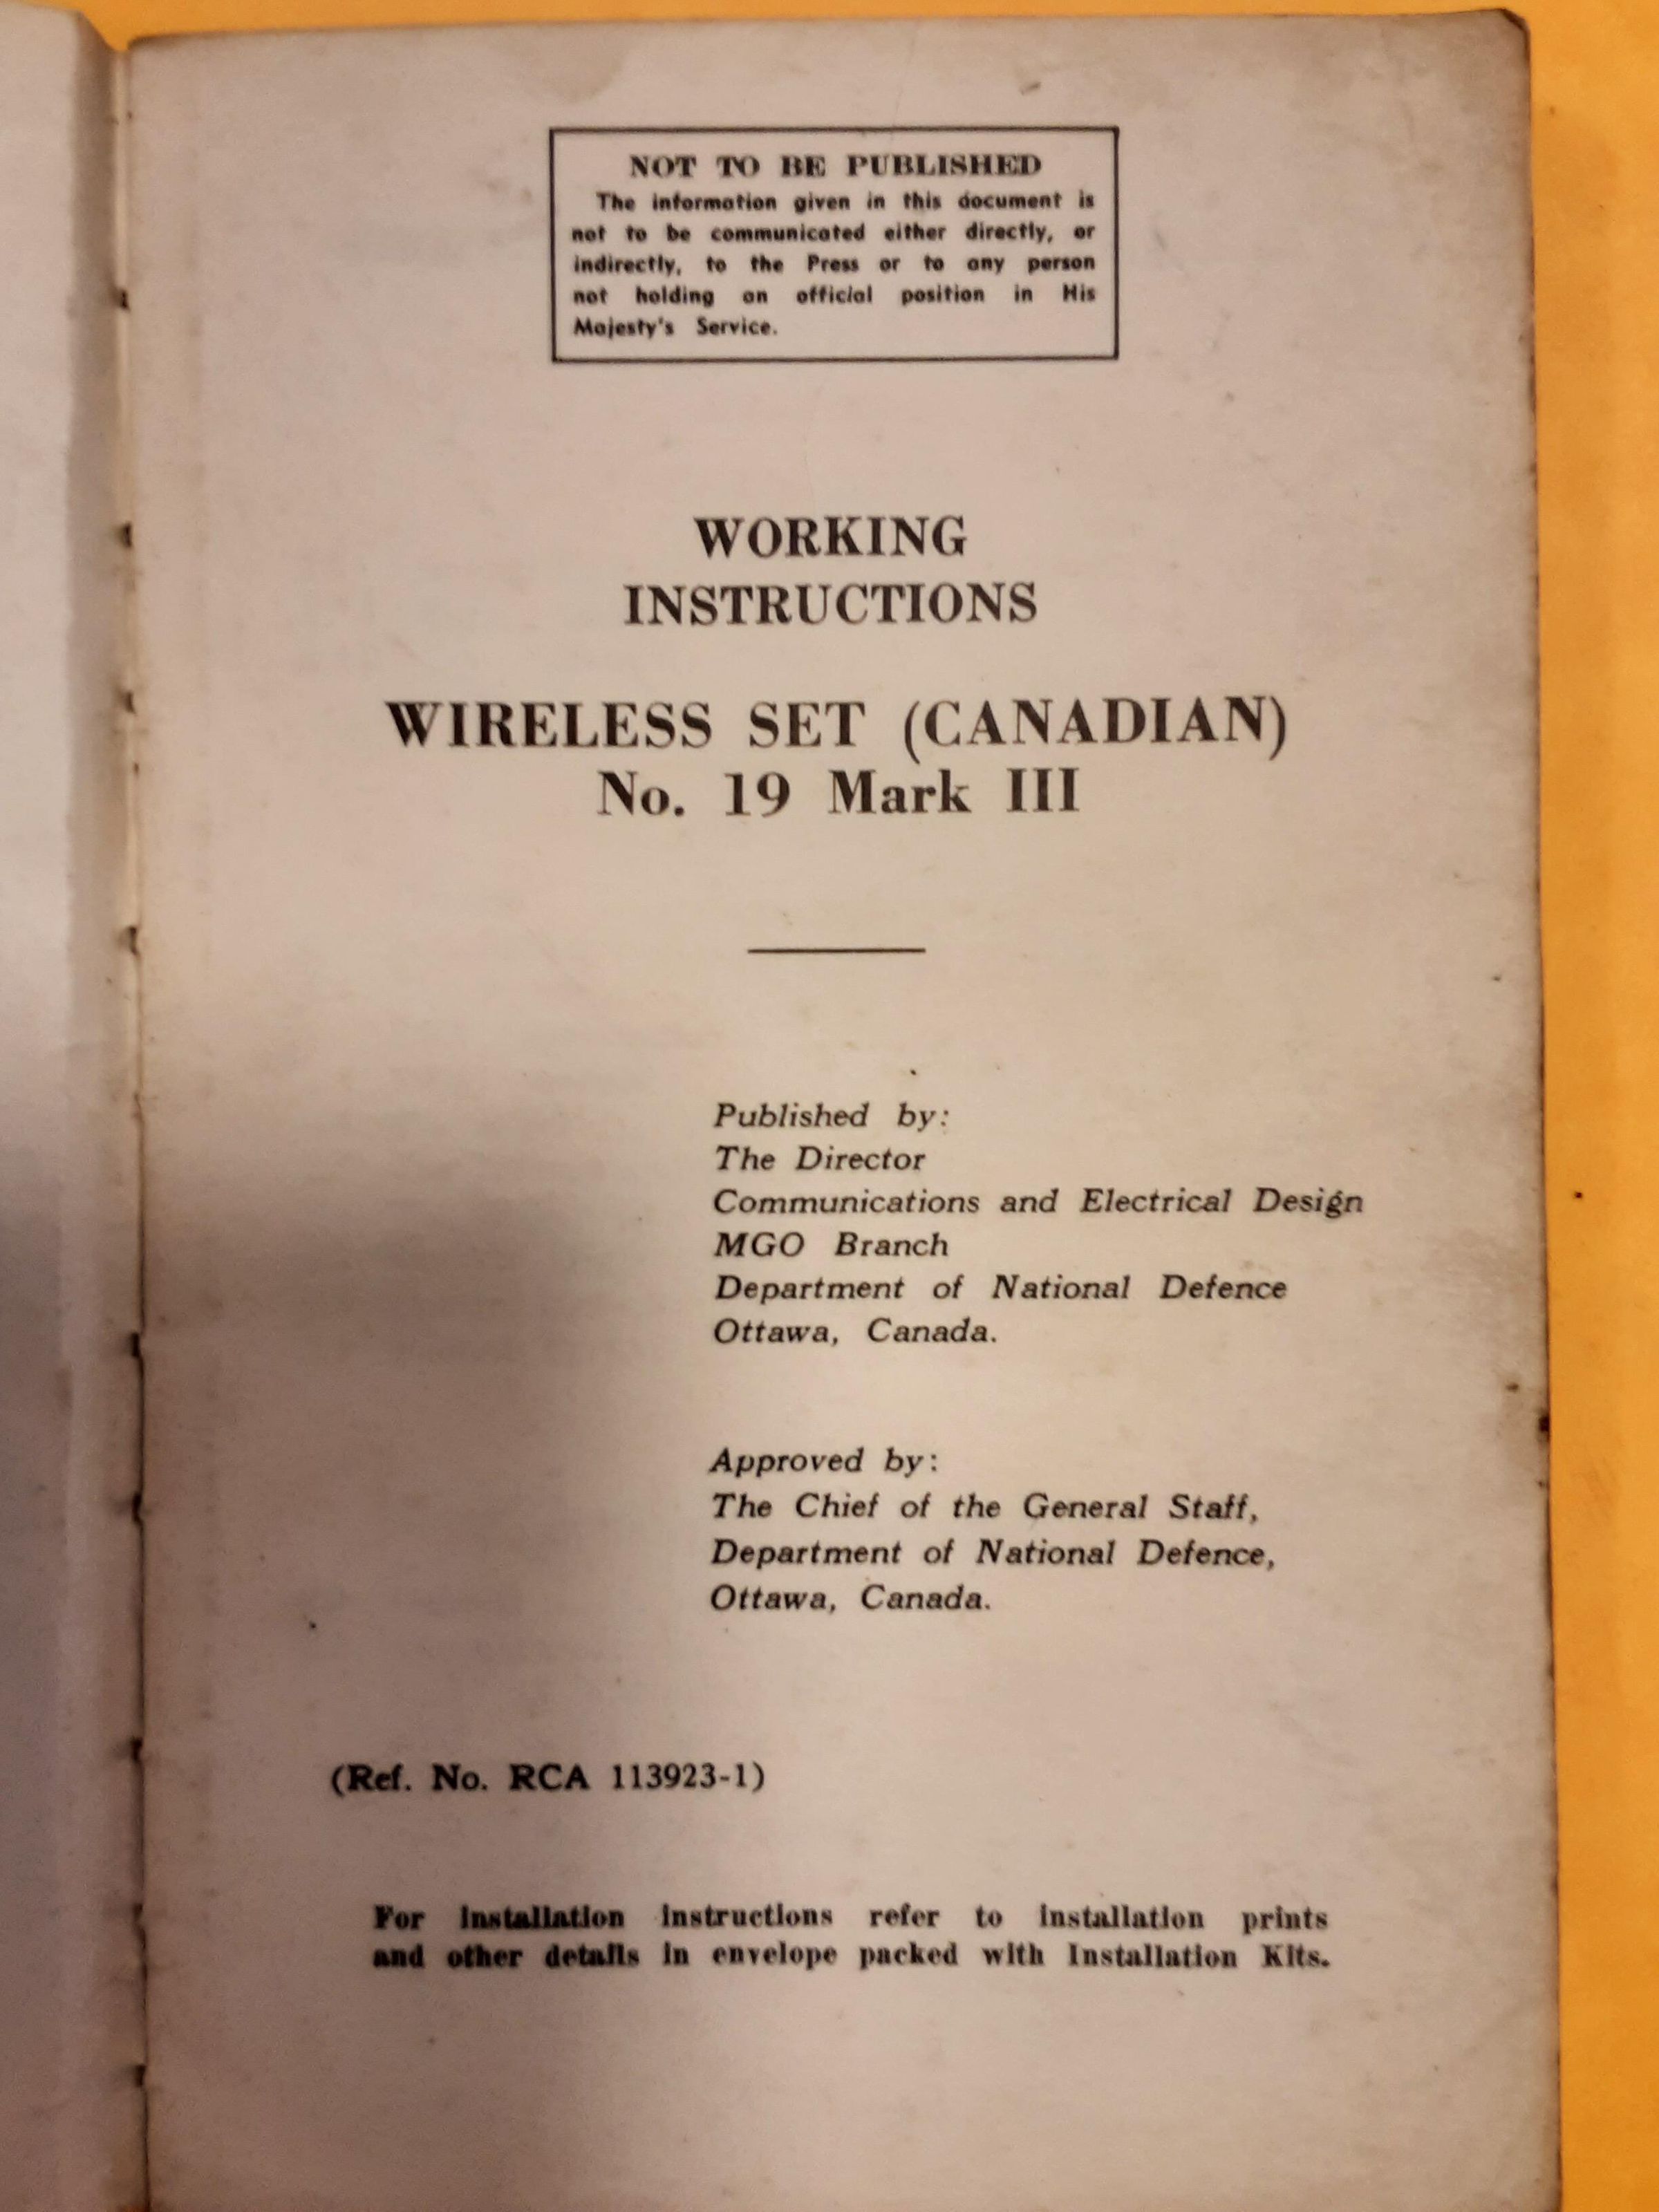 NOT TO BE PUBLISHED
The information given in this document is
not to be communicated either directly, or
indirectly, to the Press or to any person
not holding an official position in His
Majesty's Service.
WORKING
INSTRUCTIONS
WIRELESS SET (CANADIAN)
No. 19 Mark III
Published by:
The Director
Communications and Electrical Design
MGO Branch
Department of National Defence
Ottawa, Canada.
Approved by:
The Chief of the General Staff,
Department of National Defence,
Ottawa, Canada.
(Ref. No. RCA 113923-1)
For installation instructions refer to installation prints
and other details in envelope packed with Installation Kits.